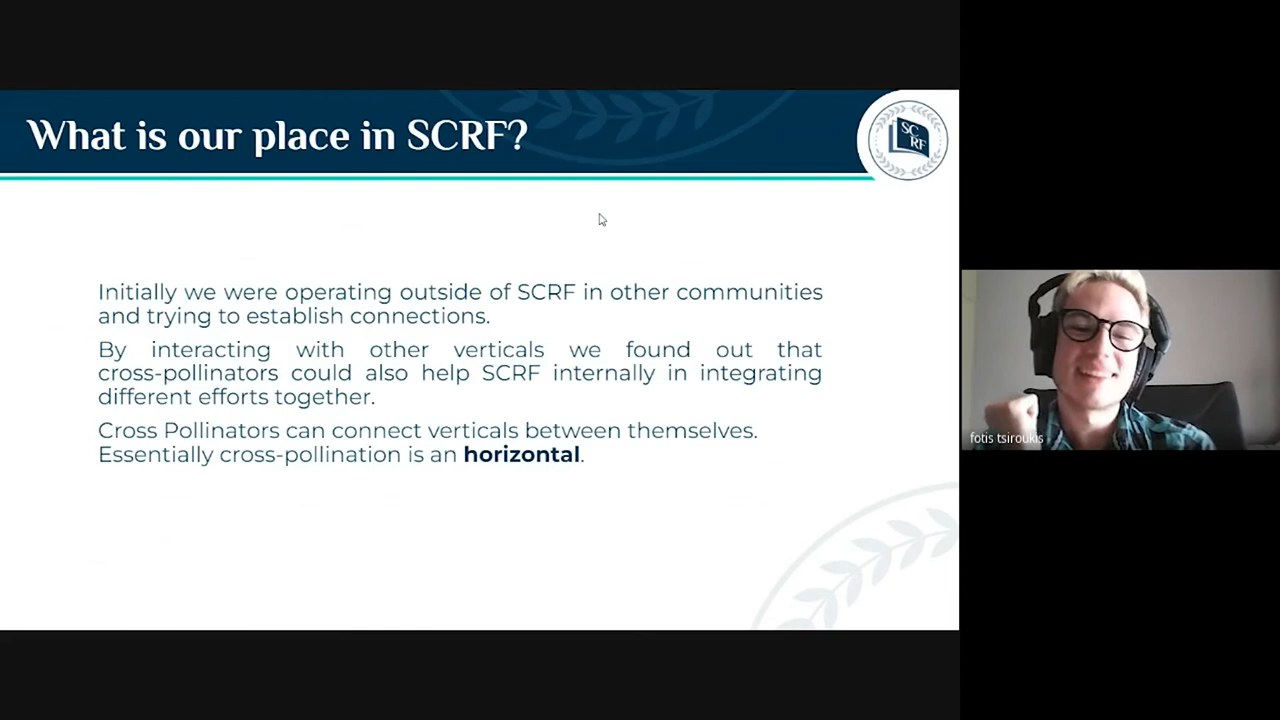 What is our place in SCRF?
SC
RF
Initially we were operating outside of SCRF in other communities
and trying to establish connections.
By interacting with other verticals we found out that
cross-pollinators could also help SCRF internally in integrating
different efforts together.
Cross Pollinators can connect verticals between themselves.
Essentially cross-pollination is an horizontal.
fotis tsiroukis